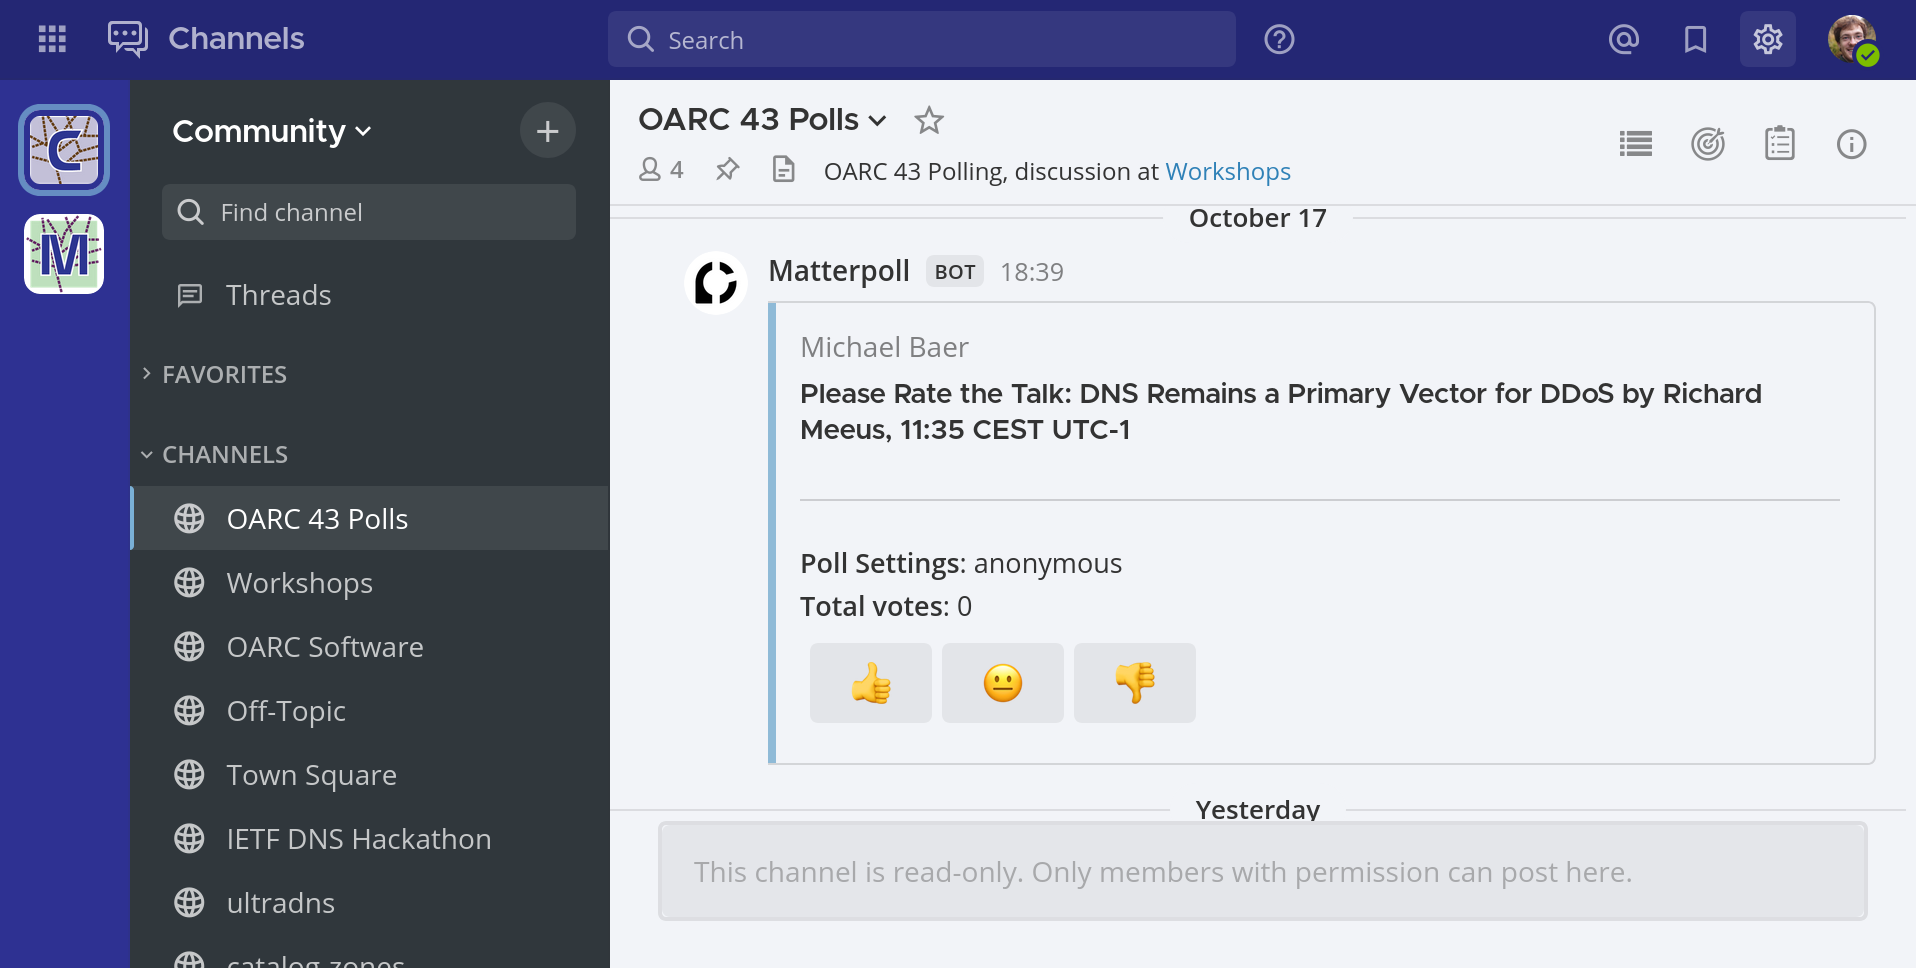 Channels
Search
C
M
Community
Find channel
Threads
FAVORITES
CHANNELS
OARC 43 Polls
Workshops
OARC Software
Off-Topic
Town Square
IETF DNS Hackathon
ultradns
catalog-zones
OARC 43 Polls
4
OARC 43 Polling, discussion at Workshops
October 17
Matterpoll BOT 18:39
Michael Baer
Please Rate the Talk: DNS Remains a Primary Vector for DDoS by Richard
Meeus, 11:35 CEST UTC-1
Poll Settings: anonymous
Total votes: 0
Yesterday
This channel is read-only. Only members with permission can post here.